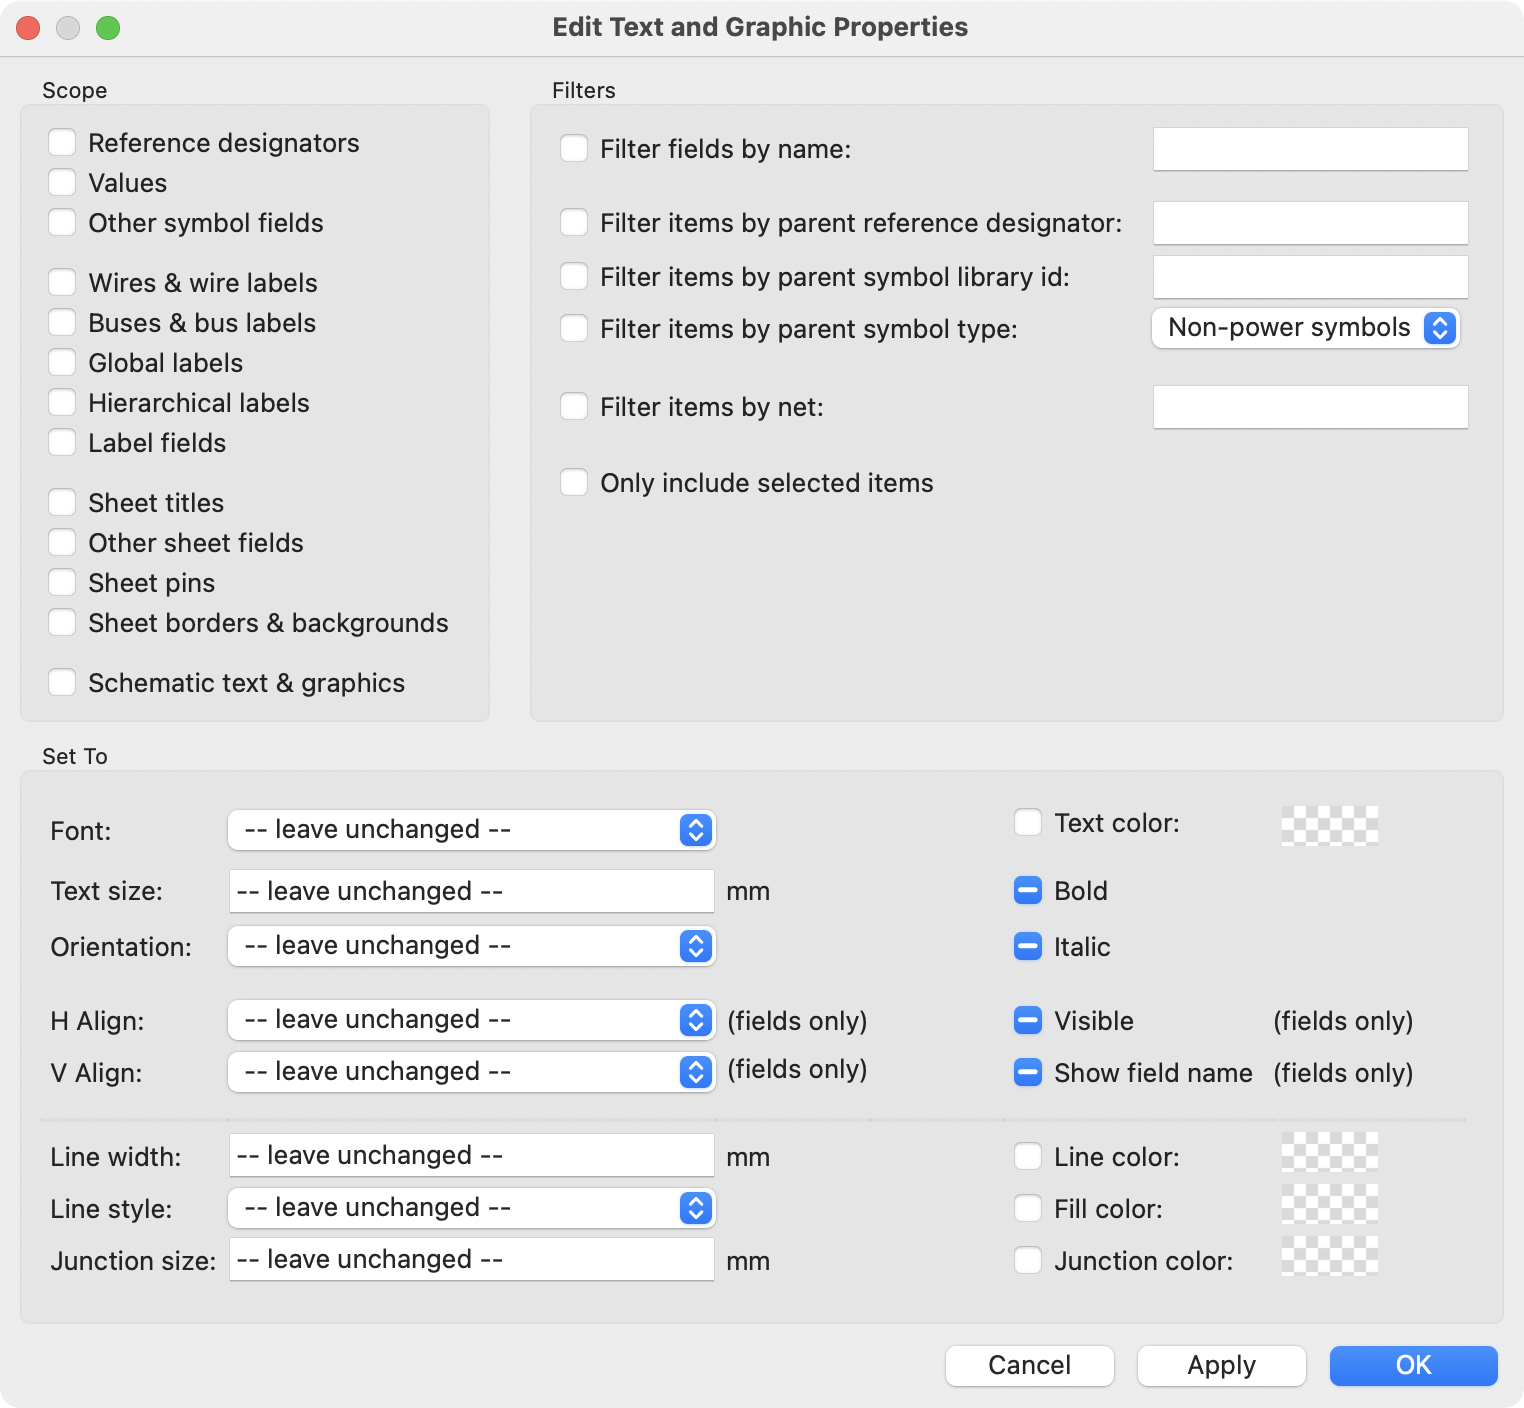 Edit Text and Graphic Properties
Scope
Reference designators
Values
Other symbol fields
Wires & wire labels
Buses & bus labels
Global labels
Hierarchical labels
Label fields
Sheet titles
Other sheet fields
Sheet pins
Sheet borders & backgrounds
Schematic text & graphics
Filters
Filter fields by name:
Filter items by parent reference designator:
Filter items by parent symbol library id:
Filter items by parent symbol type: Non-power symbols
Filter items by net:
Only include selected items
Set To
Font: -- leave unchanged -- Text color:
Text size: -- leave unchanged -- mm Bold
Orientation: -- leave unchanged -- Italic
H Align: -- leave unchanged -- (fields only) Visible (fields only)
V Align: -- leave unchanged -- (fields only) Show field name (fields only)
Line width: -- leave unchanged -- mm Line color:
Line style: -- leave unchanged -- Fill color:
Junction size: -- leave unchanged -- mm Junction color:
Cancel Apply OK